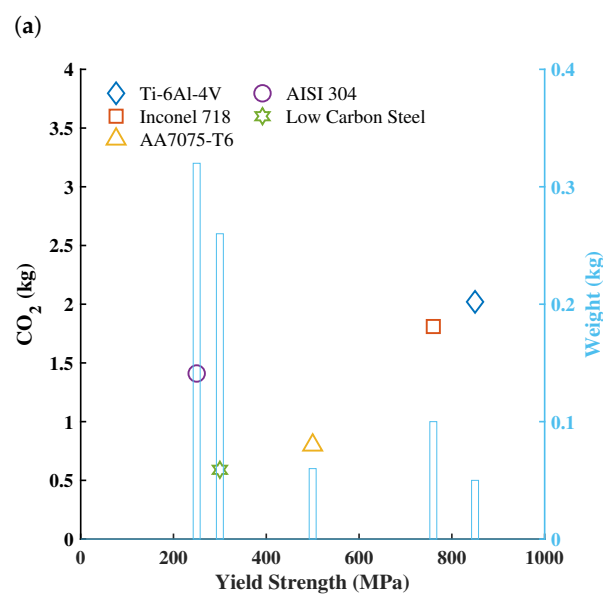 (a)
Ti-6Al-4V
Inconel 718
AA7075-T6
AISI 304
Low Carbon Steel
4
3.5
3
2.5
2
1.5
1
0.5
0
CO2 (kg)
0.4
0.3
0.2
0.1
0
Weight (kg)
0 200 400 600 800 1000
Yield Strength (MPa)